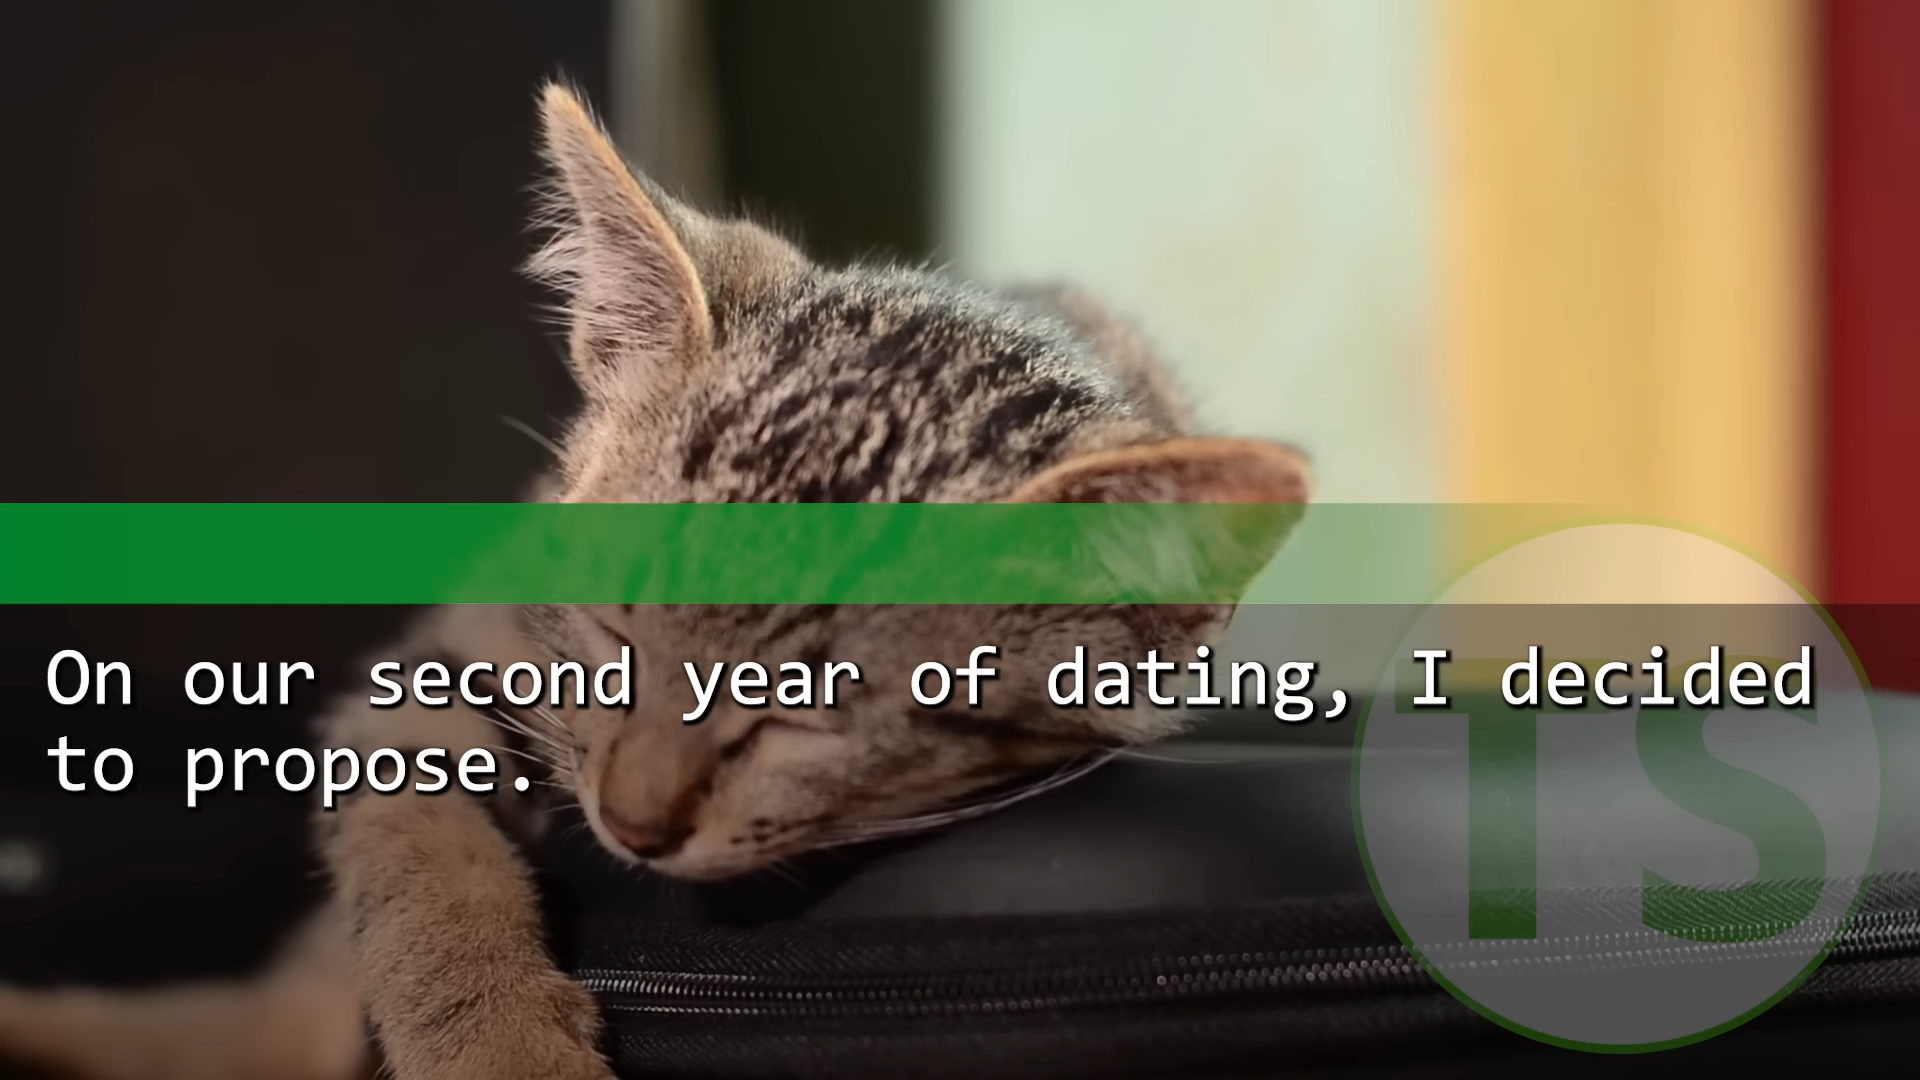 On our second year of dating, I decided
to propose.
TS